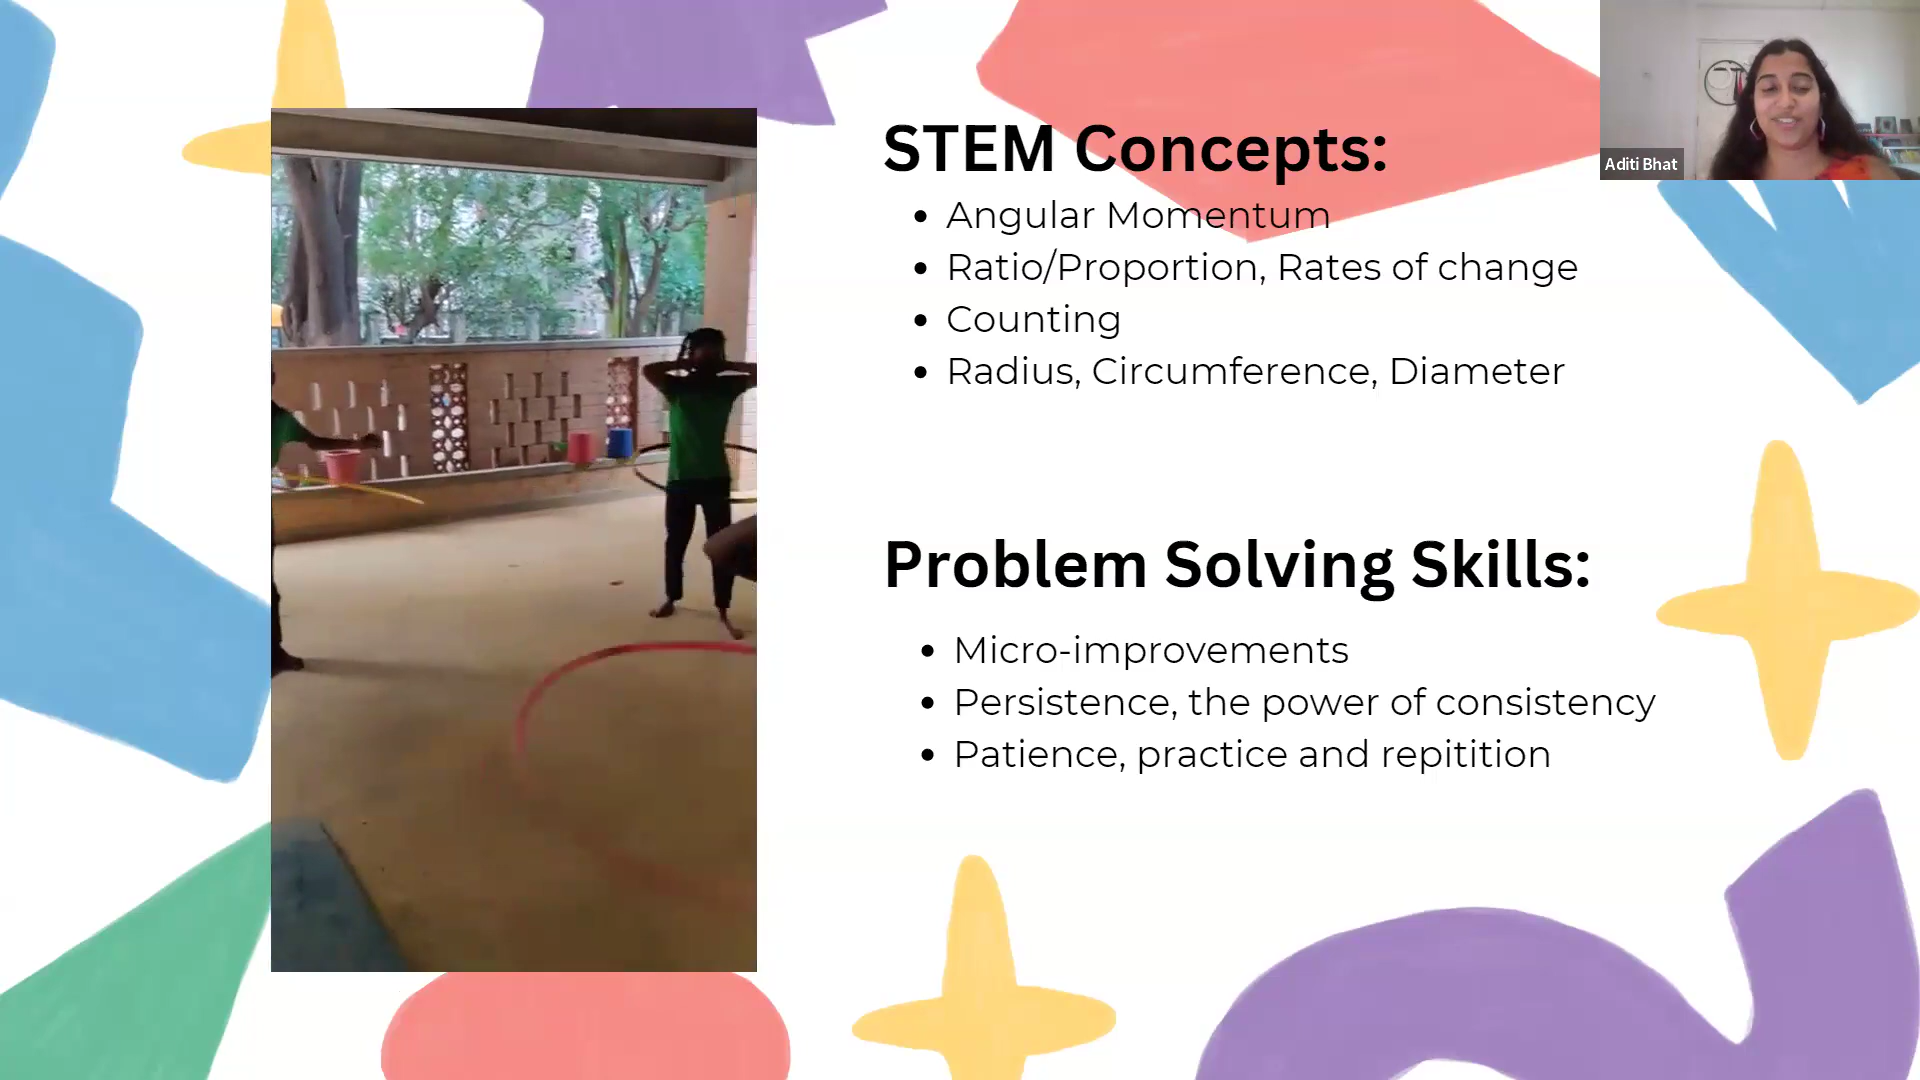 STEM Concepts:
• Angular Momentum
• Ratio/Proportion, Rates of change
• Counting
• Radius, Circumference, Diameter
Problem Solving Skills:
• Micro-improvements
• Persistence, the power of consistency
• Patience, practice and repitition
Aditi Bhat